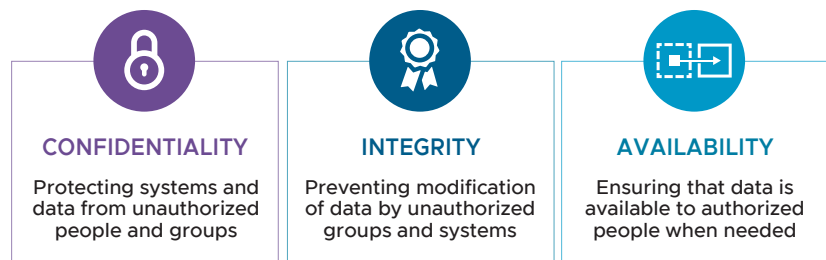 CONFIDENTIALITY
Protecting systems and
data from unauthorized
people and groups
INTEGRITY
Preventing modification
of data by unauthorized
groups and systems
AVAILABILITY
Ensuring that data is
available to authorized
people when needed